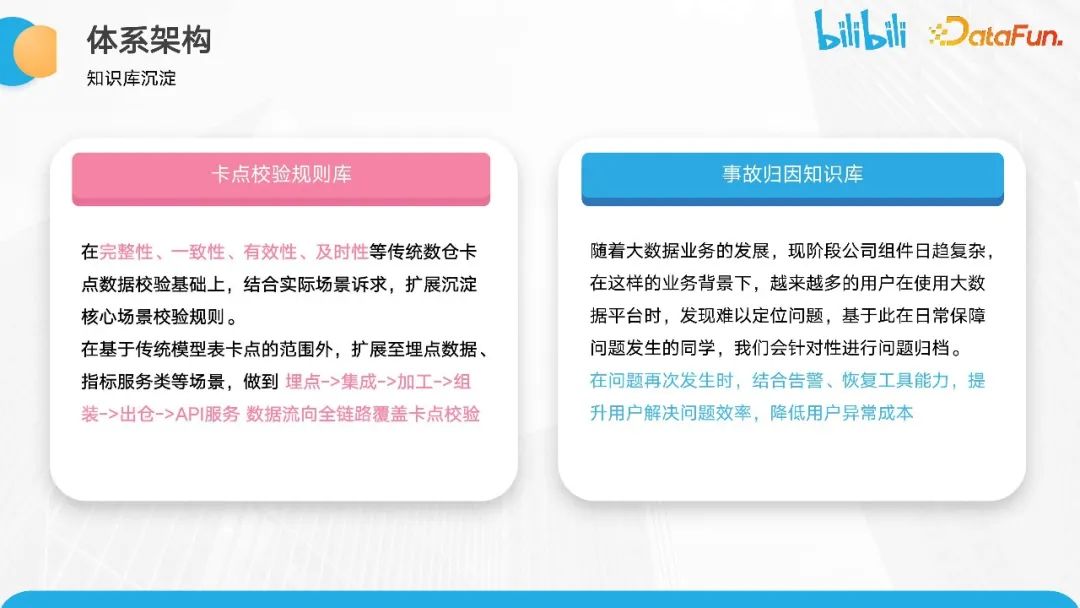 体系架构
知识库沉淀
bilibili DataFun.
卡点校验规则库
在完整性、一致性、有效性、及时性等传统数仓卡
点数据校验基础上，结合实际场景诉求，扩展沉淀
核心场景校验规则。
在基于传统模型表卡点的范围外，扩展至埋点数据、
指标服务类等场景，做到 埋点->集成->加工->组
装->出仓->API服务 数据流向全链路覆盖卡点校验
事故归因知识库
随着大数据业务的发展，现阶段公司组件日趋复杂，
在这样的业务背景下，越来越多的用户在使用大数
据平台时，发现难以定位问题，基于此在日常保障
问题发生的同学，我们会针对性进行问题归档。
在问题再次发生时，结合告警、恢复工具能力，提
升用户解决问题效率，降低用户异常成本